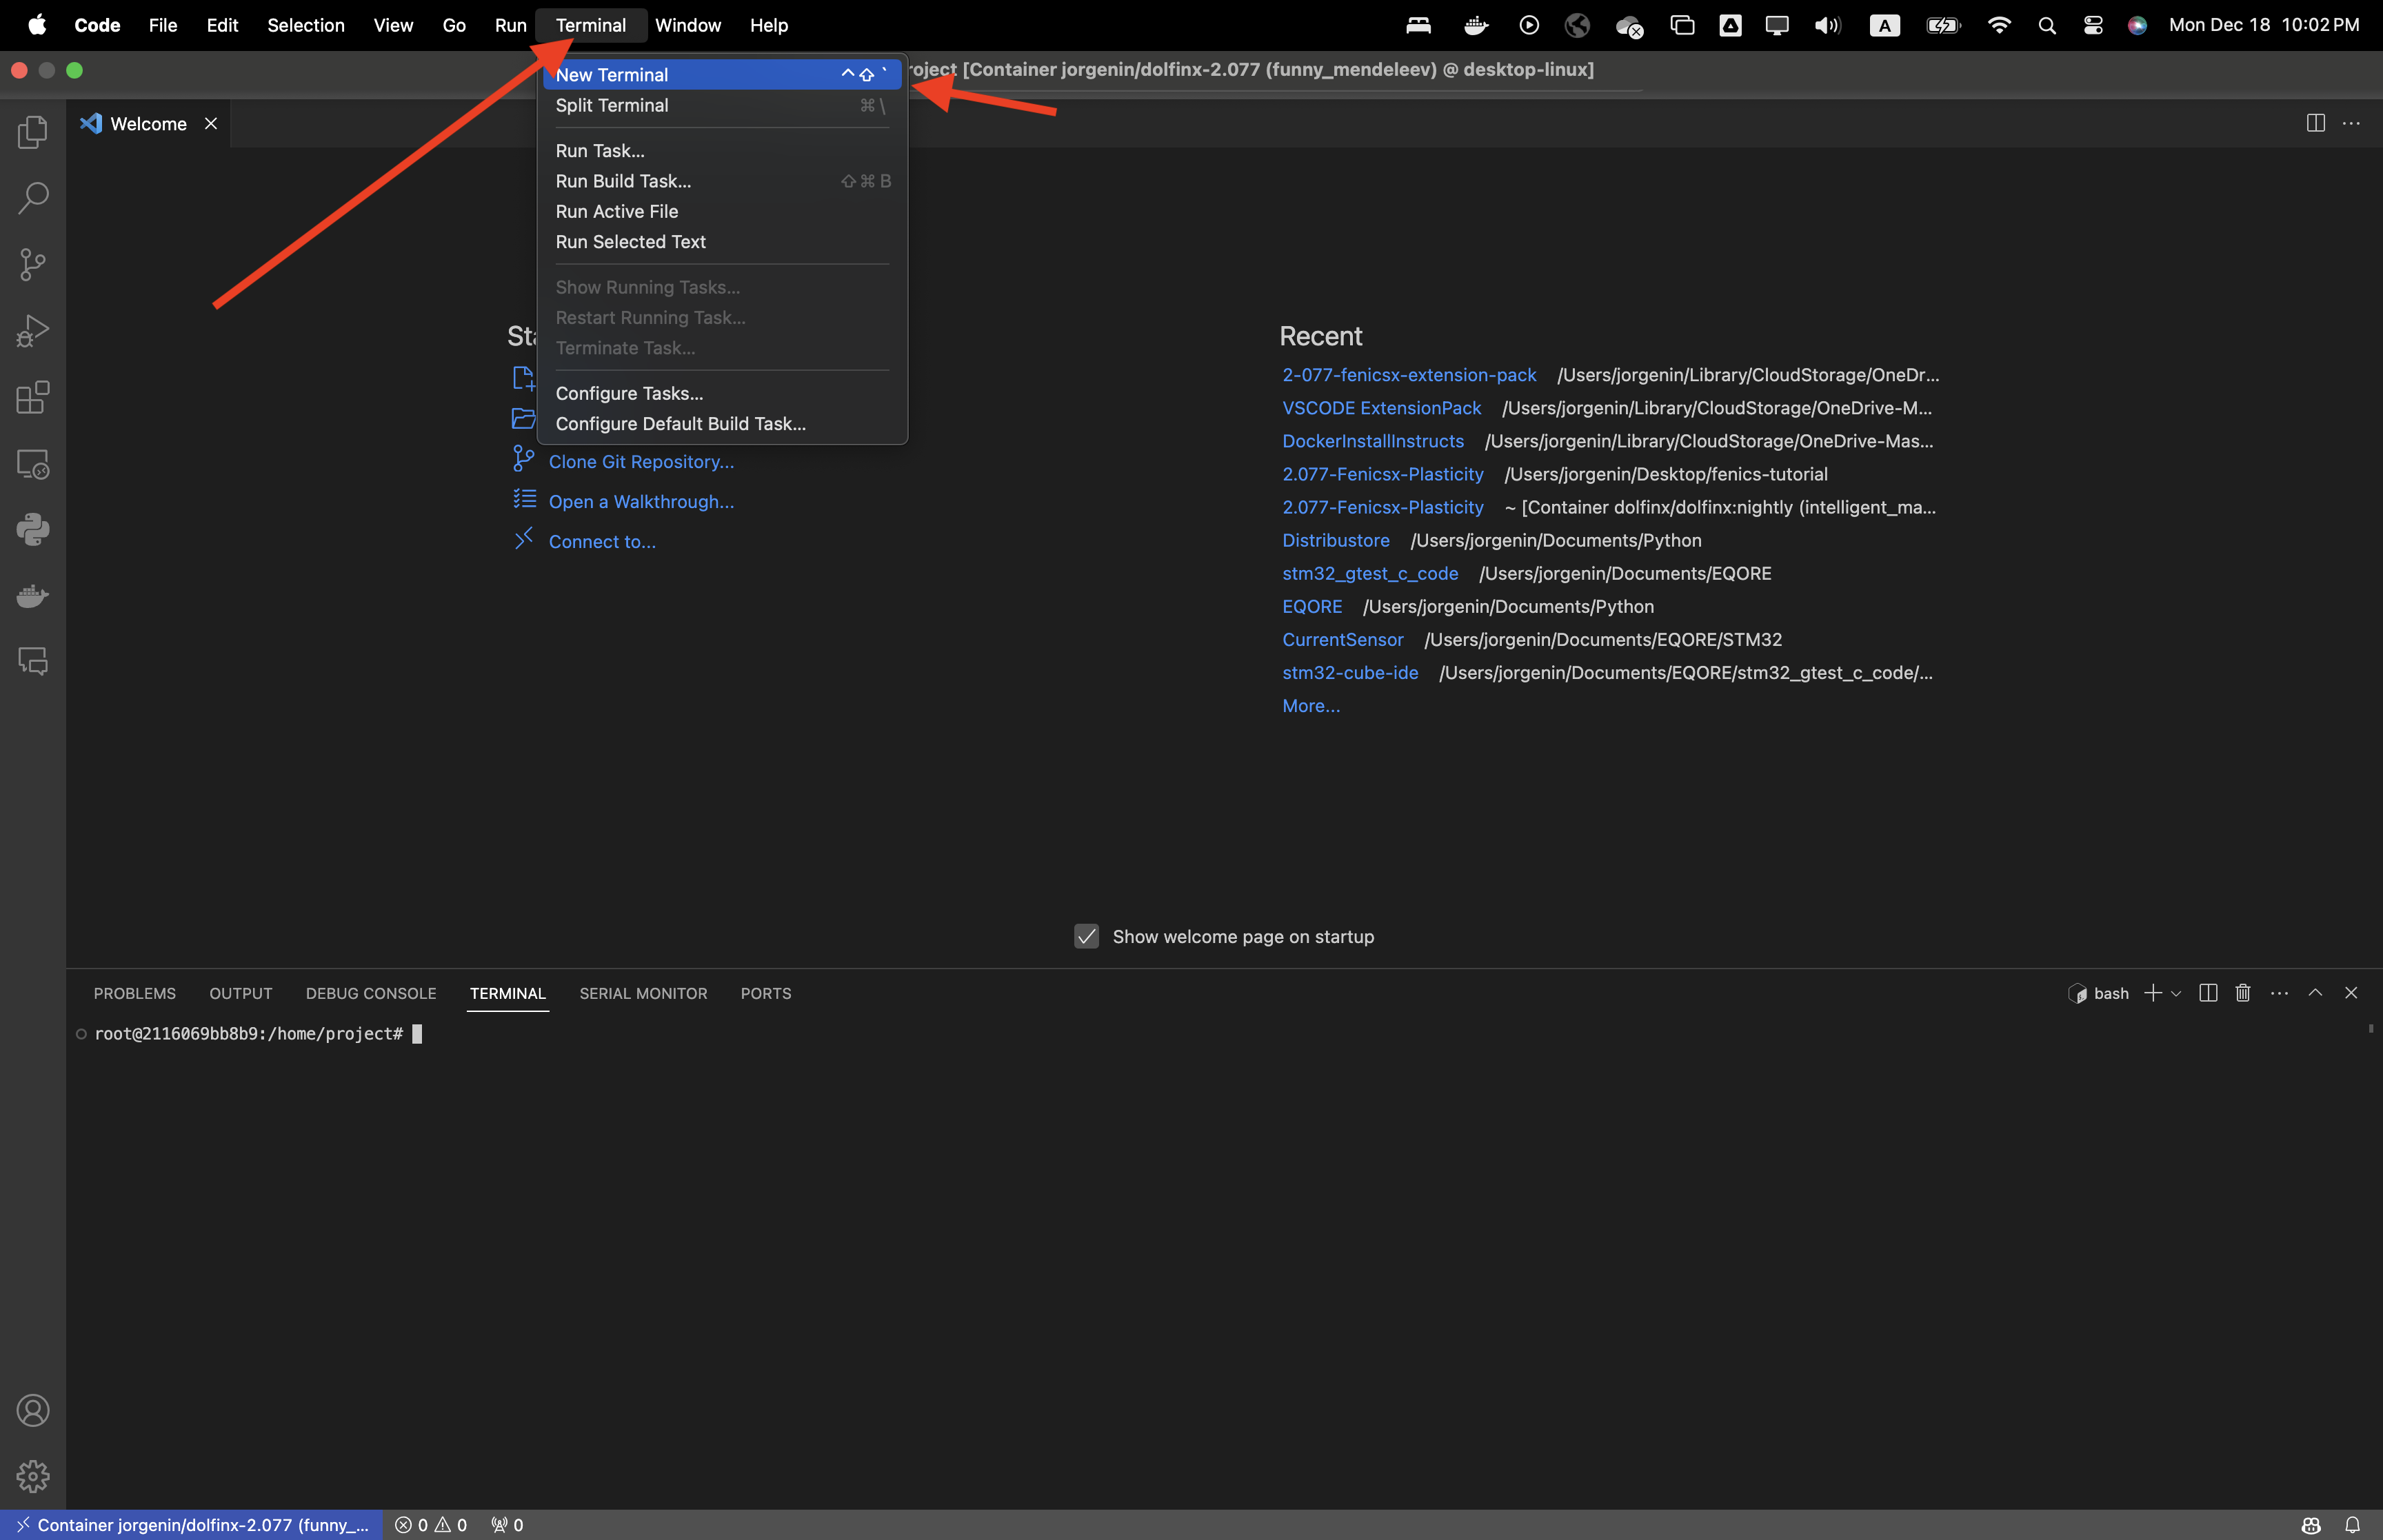 Code File Edit Selection View Go Run Terminal Window Help A Mon Dec 18 10:02 PM
roject [Container jorgenin/dolfinx-2.077 (funny_mendeleev) @ desktop-linux]
Welcome
New Terminal ^⇧`
Split Terminal ⌘\
Run Task...
Run Build Task... ⇧⌘B
Run Active File
Run Selected Text
Show Running Tasks...
Restart Running Task...
Terminate Task...
Configure Tasks...
Configure Default Build Task...
Sta
Clone Git Repository...
Open a Walkthrough...
Connect to...
Recent
2-077-fenicsx-extension-pack /Users/jorgenin/Library/CloudStorage/OneDr...
VSCODE ExtensionPack /Users/jorgenin/Library/CloudStorage/OneDrive-M...
DockerInstallInstructs /Users/jorgenin/Library/CloudStorage/OneDrive-Mas...
2.077-Fenicsx-Plasticity /Users/jorgenin/Desktop/fenics-tutorial
2.077-Fenicsx-Plasticity ~ [Container dolfinx/dolfinx:nightly (intelligent_ma...
Distribustore /Users/jorgenin/Documents/Python
stm32_gtest_c_code /Users/jorgenin/Documents/EQORE
EQORE /Users/jorgenin/Documents/Python
CurrentSensor /Users/jorgenin/Documents/EQORE/STM32
stm32-cube-ide /Users/jorgenin/Documents/EQORE/stm32_gtest_c_code/...
More...
Show welcome page on startup
PROBLEMS OUTPUT DEBUG CONSOLE TERMINAL SERIAL MONITOR PORTS bash
root@2116069bb8b9:/home/project#
Container jorgenin/dolfinx-2.077 (funny_... 0 0 0